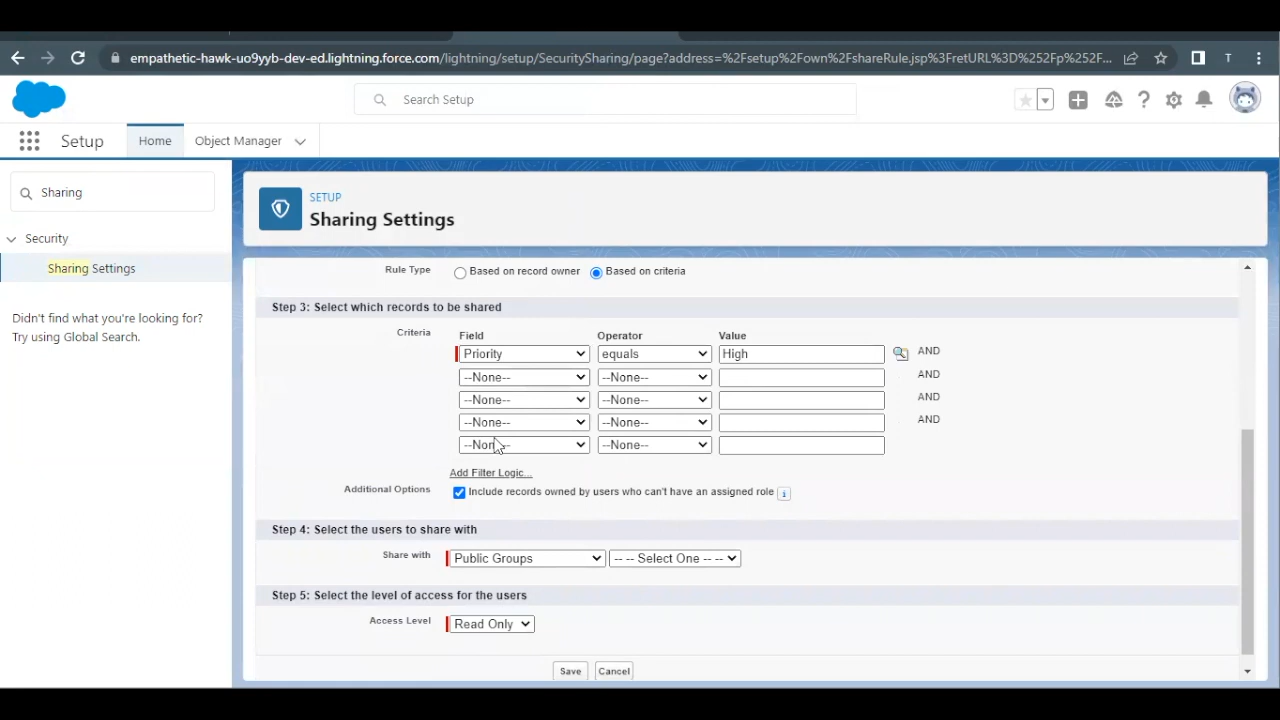 empathetic-hawk-uo9yyb-dev-ed.lightning.force.com/lightning/setup/SecuritySharing/page?address=%2Fsetup%2Fown%2FshareRule.jsp%3FretURL%3D%252Fp%252F...
T
Search Setup
Setup
Home
Object Manager
Sharing
Security
Sharing Settings
Didn't find what you're looking for?
Try using Global Search.
SETUP
Sharing Settings
Rule Type Based on record owner Based on criteria
Step 3: Select which records to be shared
Criteria Field Operator Value
Priority equals High AND
--None-- --None-- AND
--None-- --None-- AND
--None-- --None-- AND
--None-- --None--
Add Filter Logic...
Additional Options Include records owned by users who can't have an assigned role i
Step 4: Select the users to share with
Share with Public Groups -- -- Select One -- --
Step 5: Select the level of access for the users
Access Level Read Only
Save Cancel